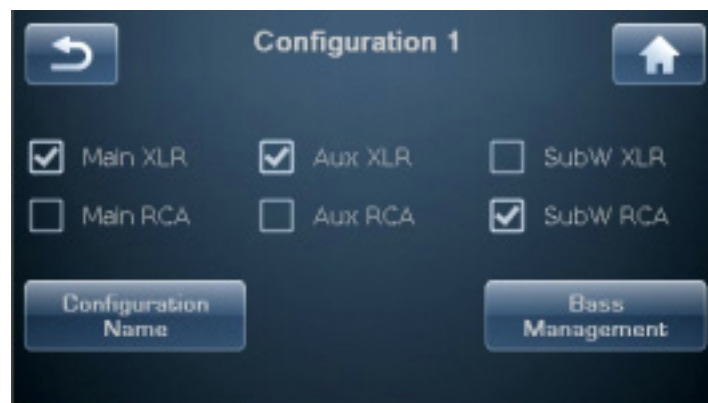 Configuration 1
Main XLR
Aux XLR
SubW XLR
Main RCA
Aux RCA
SubW RCA
Configuration
Name
Bass
Management